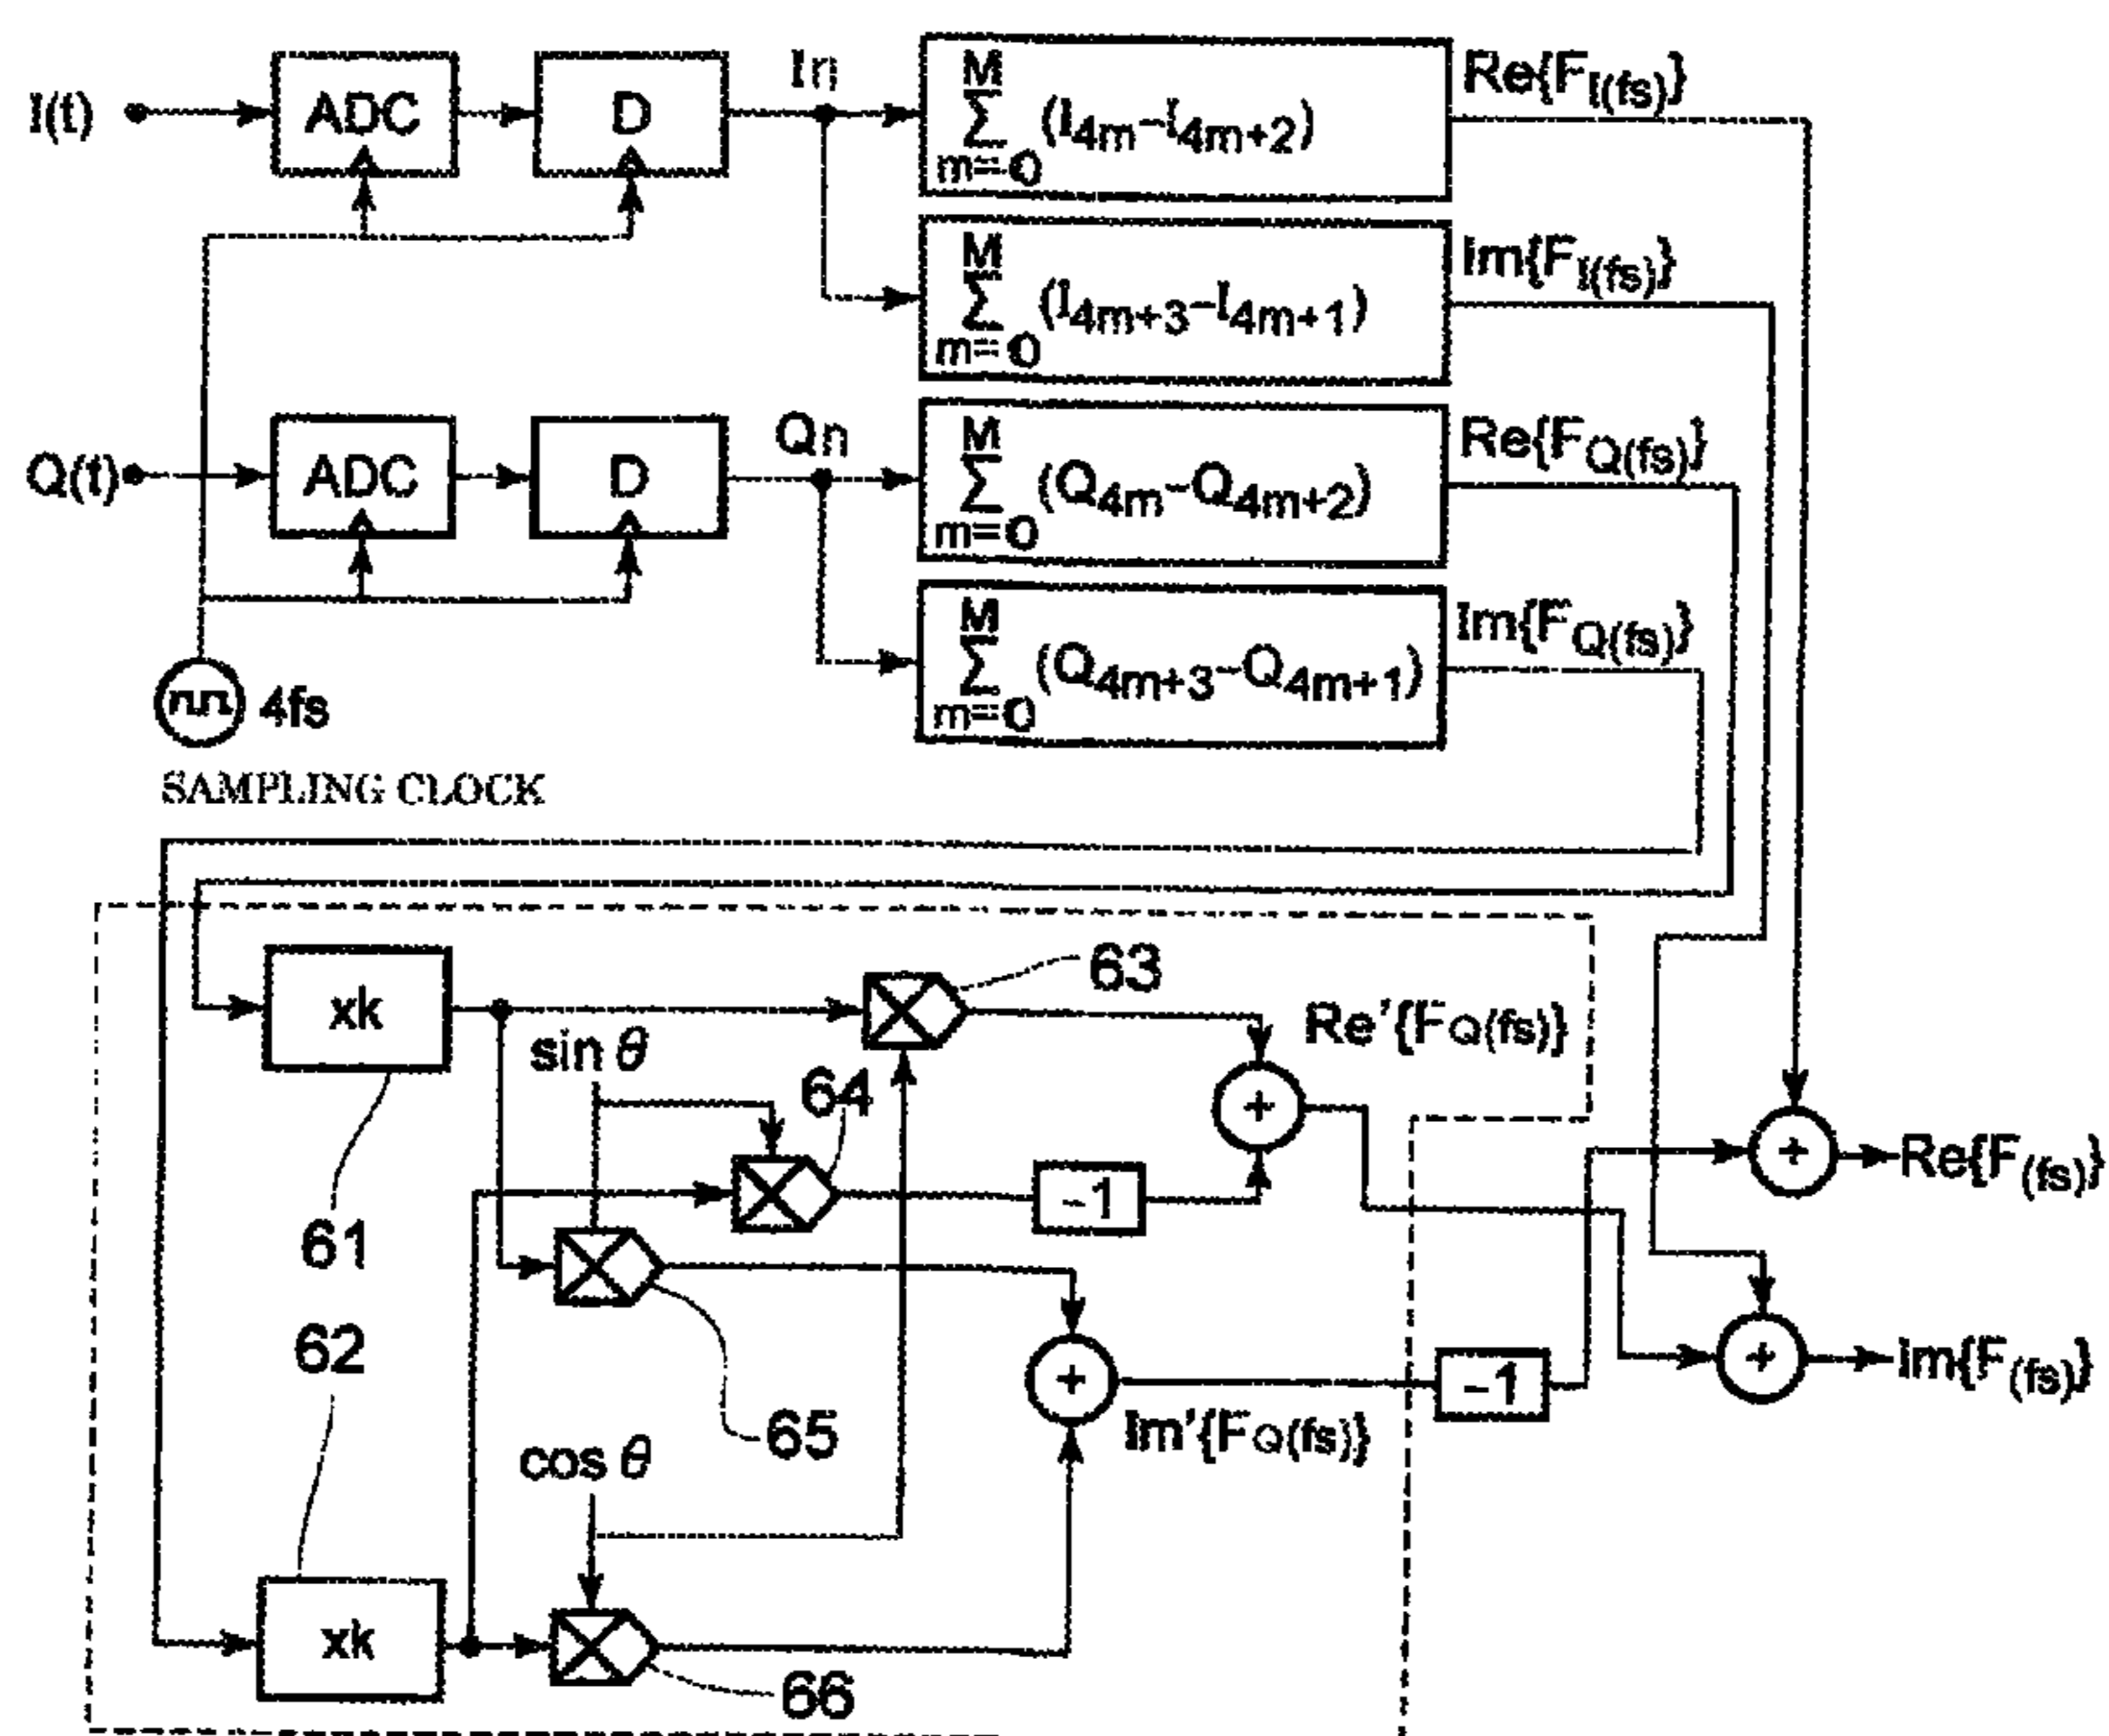 I(t)
ADC
D
In
M
Σ (I4m-I4m+2)
m=0
Re{FI(fs)}
M
Σ (I4m+3-I4m+1)
m=0
Im{FI(fs)}
Q(t)
ADC
D
Qn
M
Σ (Q4m-Q4m+2)
m=0
Re{FQ(fs)}
M
Σ (Q4m+3-Q4m+1)
m=0
Im{FQ(fs)}
4fs
SAMPLING CLOCK
xk
63
Re'{FQ(fs)}
sin θ
64
+
-1
+
Re{F(fs)}
61
62
65
+
-1
+
Im{F(fs)}
Im'{FQ(fs)}
cos θ
xk
66